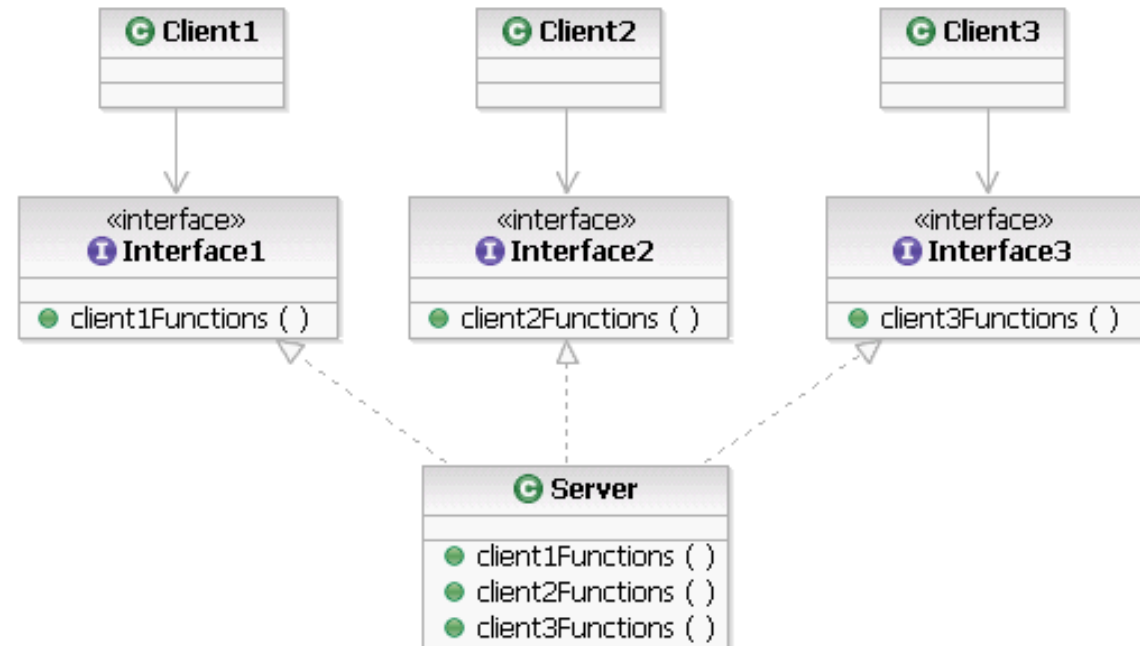 C Client1
C Client2
C Client3
«interface»
I Interface1
client1Functions ( )
«interface»
I Interface2
client2Functions ( )
«interface»
I Interface3
client3Functions ( )
C Server
client1Functions ( )
client2Functions ( )
client3Functions ( )